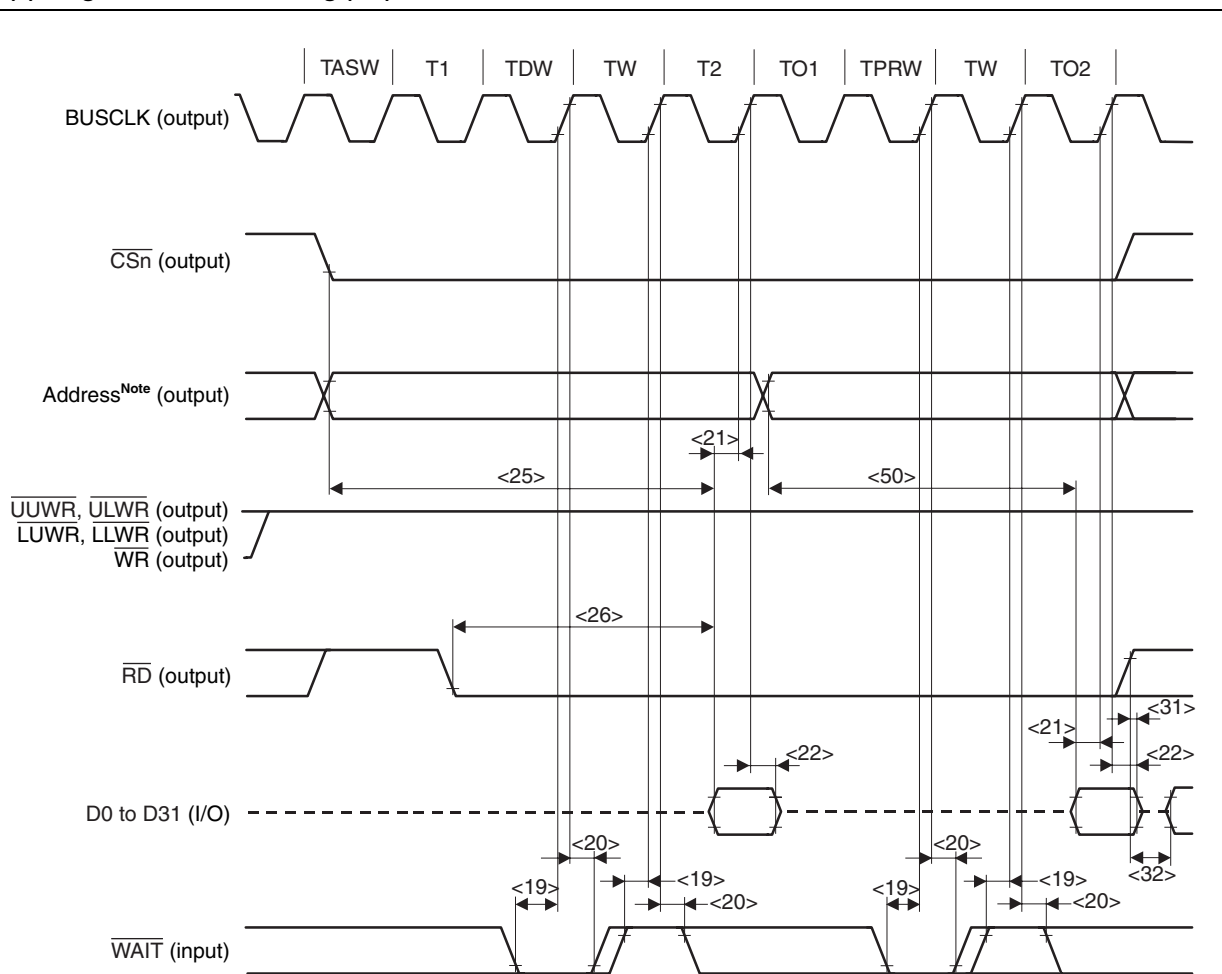 TASW T1 TDW TW T2 TO1 TPRW TW TO2
BUSCLK (output)
CSn (output)
AddressNote (output)
<21>
<25> <50>
UUWR, ULWR (output)
LUWR, LLWR (output)
WR (output)
<26>
RD (output)
<31>
<21>
<22> <22>
D0 to D31 (I/O)
<20> <20>
<32>
<19> <19> <19> <19>
<20> <20>
WAIT (input)